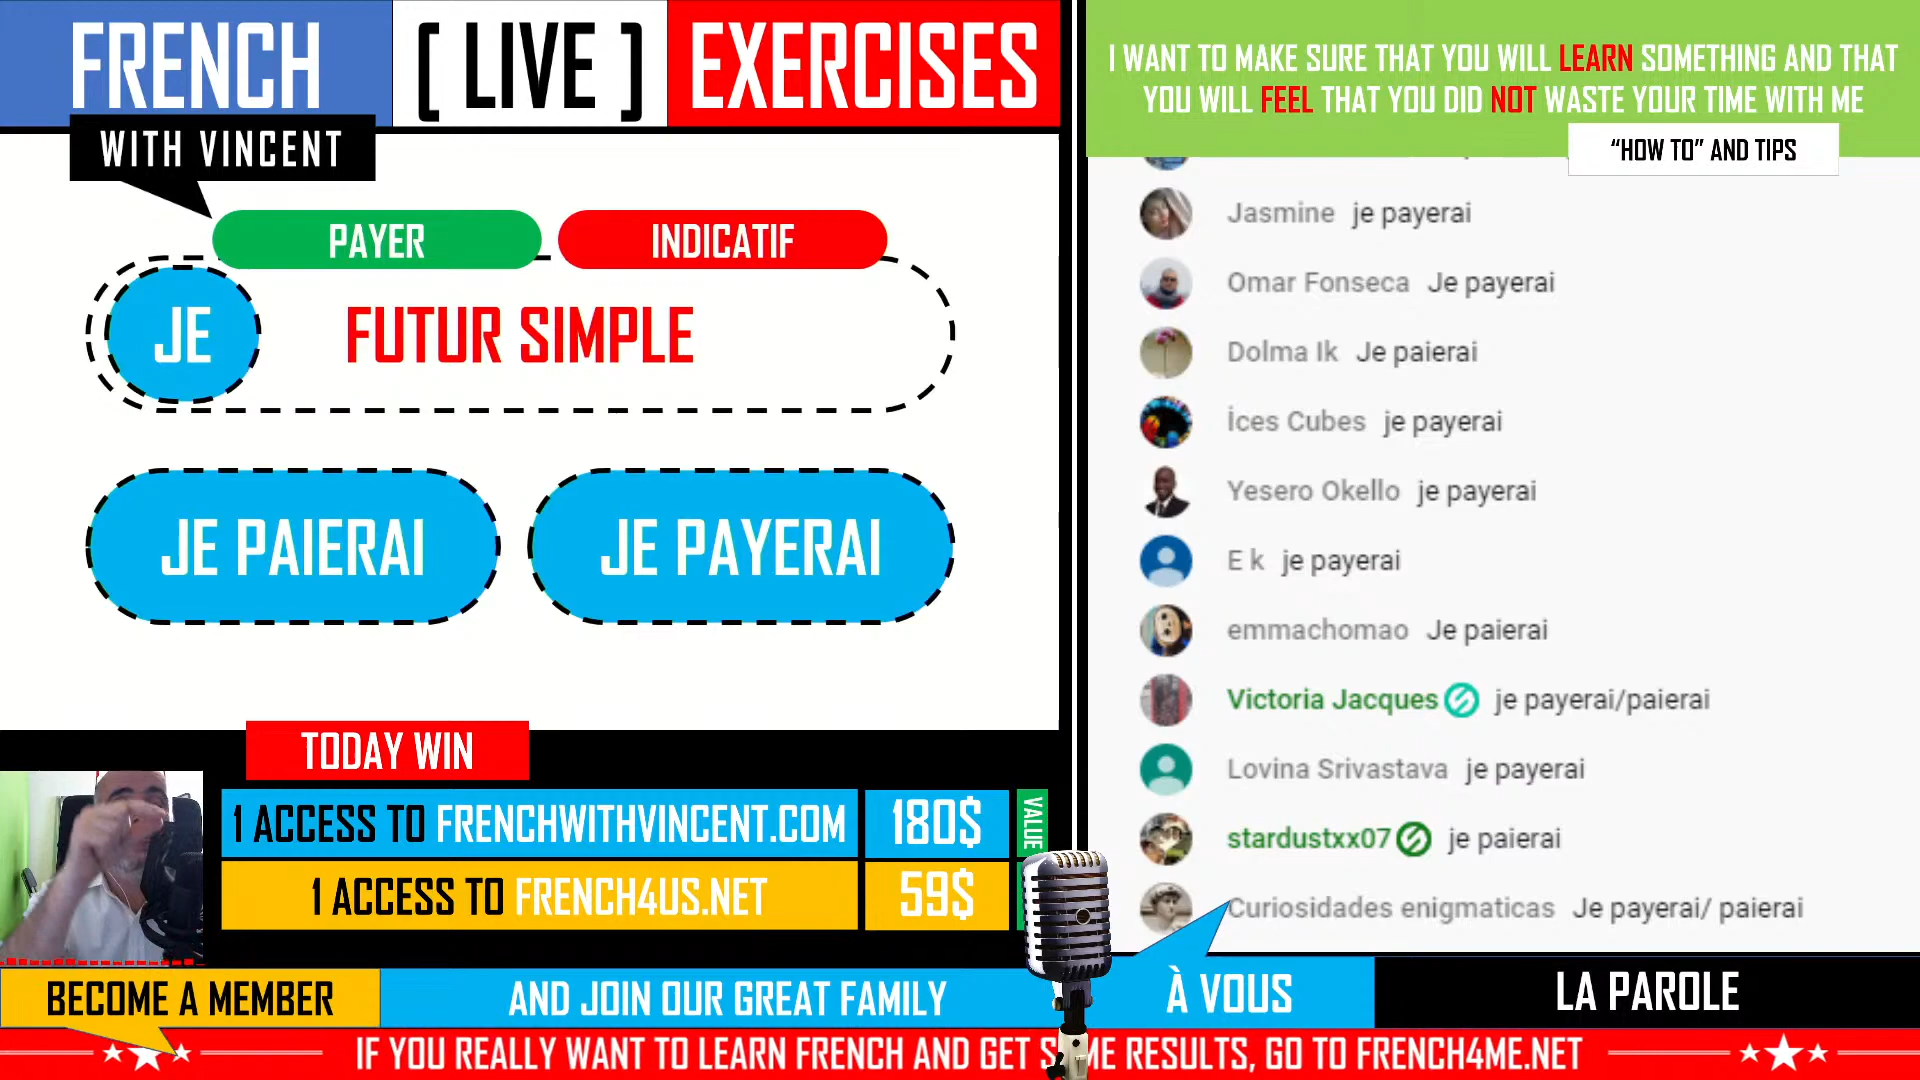 FRENCH [ LIVE ] EXERCISES
WITH VINCENT
PAYER INDICATIF
JE FUTUR SIMPLE
JE PAIERAI JE PAYERAI
TODAY WIN
1 ACCESS TO FRENCHWITHVINCENT.COM 180$
VALUE
1 ACCESS TO FRENCH4US.NET 59$
I WANT TO MAKE SURE THAT YOU WILL LEARN SOMETHING AND THAT
YOU WILL FEEL THAT YOU DID NOT WASTE YOUR TIME WITH ME
“HOW TO” AND TIPS
Jasmine je payerai
Omar Fonseca Je payerai
Dolma Ik Je paierai
İces Cubes je payerai
Yesero Okello je payerai
E k je payerai
emmachomao Je paierai
Victoria Jacques je payerai/paierai
Lovina Srivastava je payerai
stardustxx07 je paierai
Curiosidades enigmaticas Je payerai/ paierai
BECOME A MEMBER AND JOIN OUR GREAT FAMILY À VOUS LA PAROLE
IF YOU REALLY WANT TO LEARN FRENCH AND GET SOME RESULTS, GO TO FRENCH4ME.NET